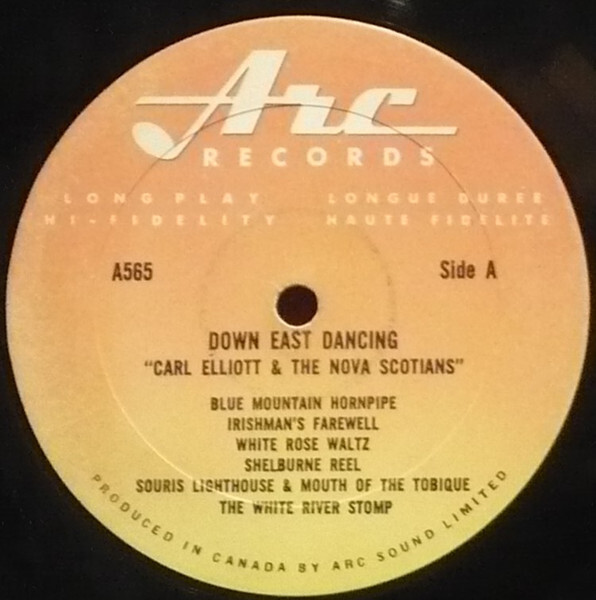 Arc
RECORDS
LONG PLAY LONGUE DUREE
HI-FIDELITY HAUTE FIDELITE
A565 Side A
DOWN EAST DANCING
"CARL ELLIOTT & THE NOVA SCOTIANS"
BLUE MOUNTAIN HORNPIPE
IRISHMAN'S FAREWELL
WHITE ROSE WALTZ
SHELBURNE REEL
SOURIS LIGHTHOUSE & MOUTH OF THE TOBIQUE
THE WHITE RIVER STOMP
PRODUCED IN CANADA BY ARC SOUND LIMITED